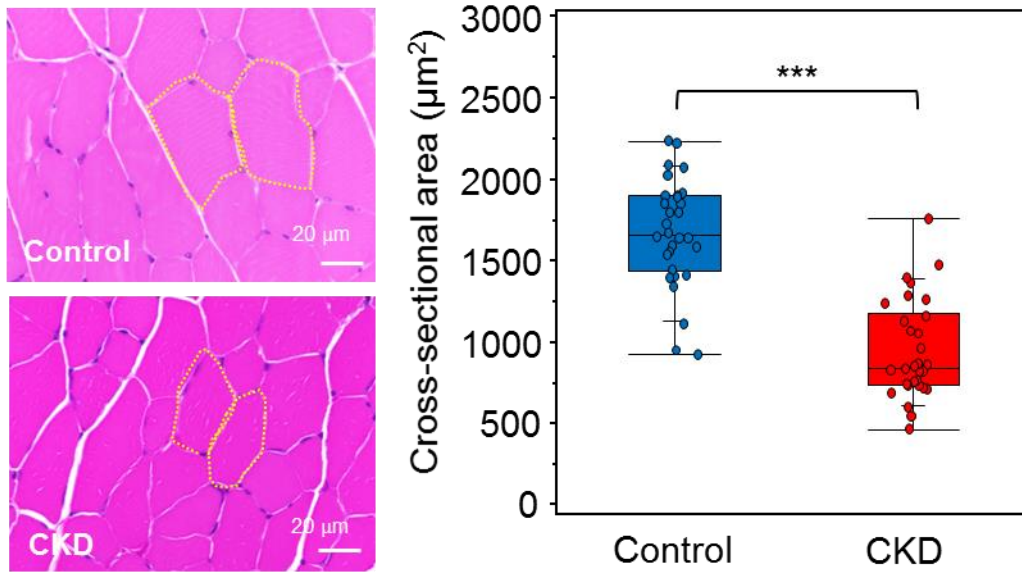 Control
20 μm
CKD
20 μm
Cross-sectional area (μm²)
3000
2500
2000
1500
1000
500
0
***
Control
CKD